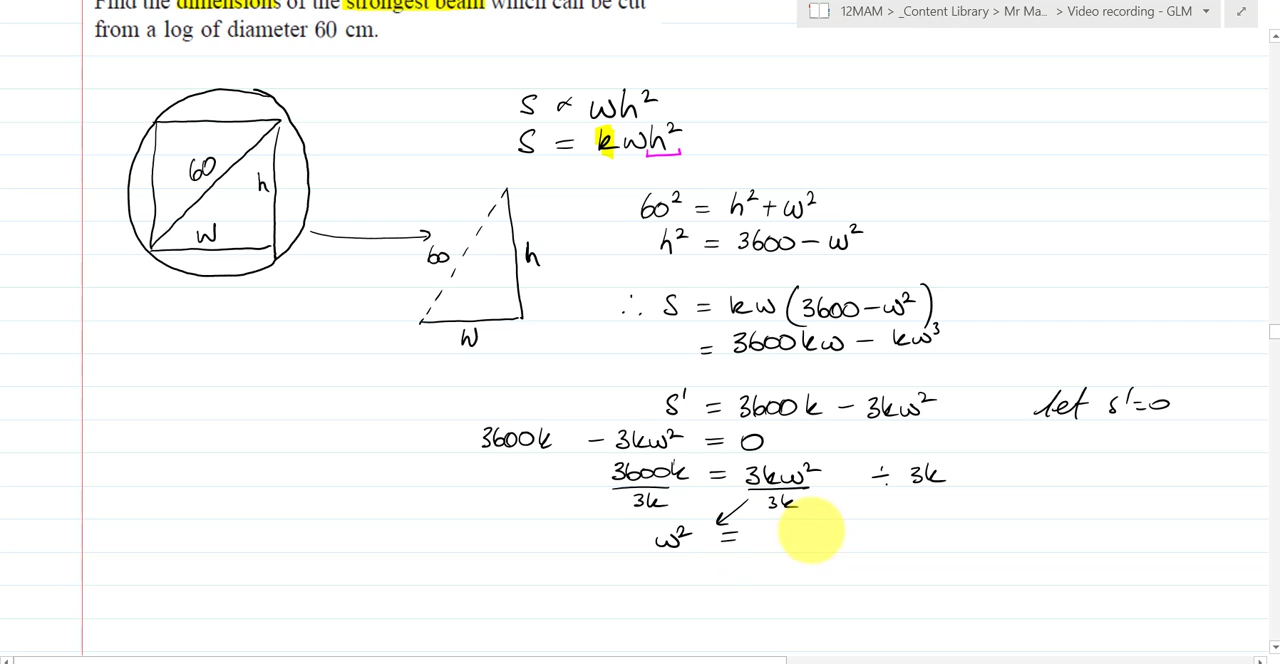 Find the dimensions of the strongest beam which can be cut
from a log of diameter 60 cm.
12MAM > _Content Library > Mr Ma... > Video recording - GLM
S ∝ wh²
S = kwh²
60
h
w
60² = h² + w²
h² = 3600 - w²
60
h
w
∴ S = kw (3600 - w²)
= 3600kw - kw³
S' = 3600k - 3kw² let s' = 0
3600k - 3kw² = 0
3600k/3k = 3kw²/3k ÷ 3k
w² =